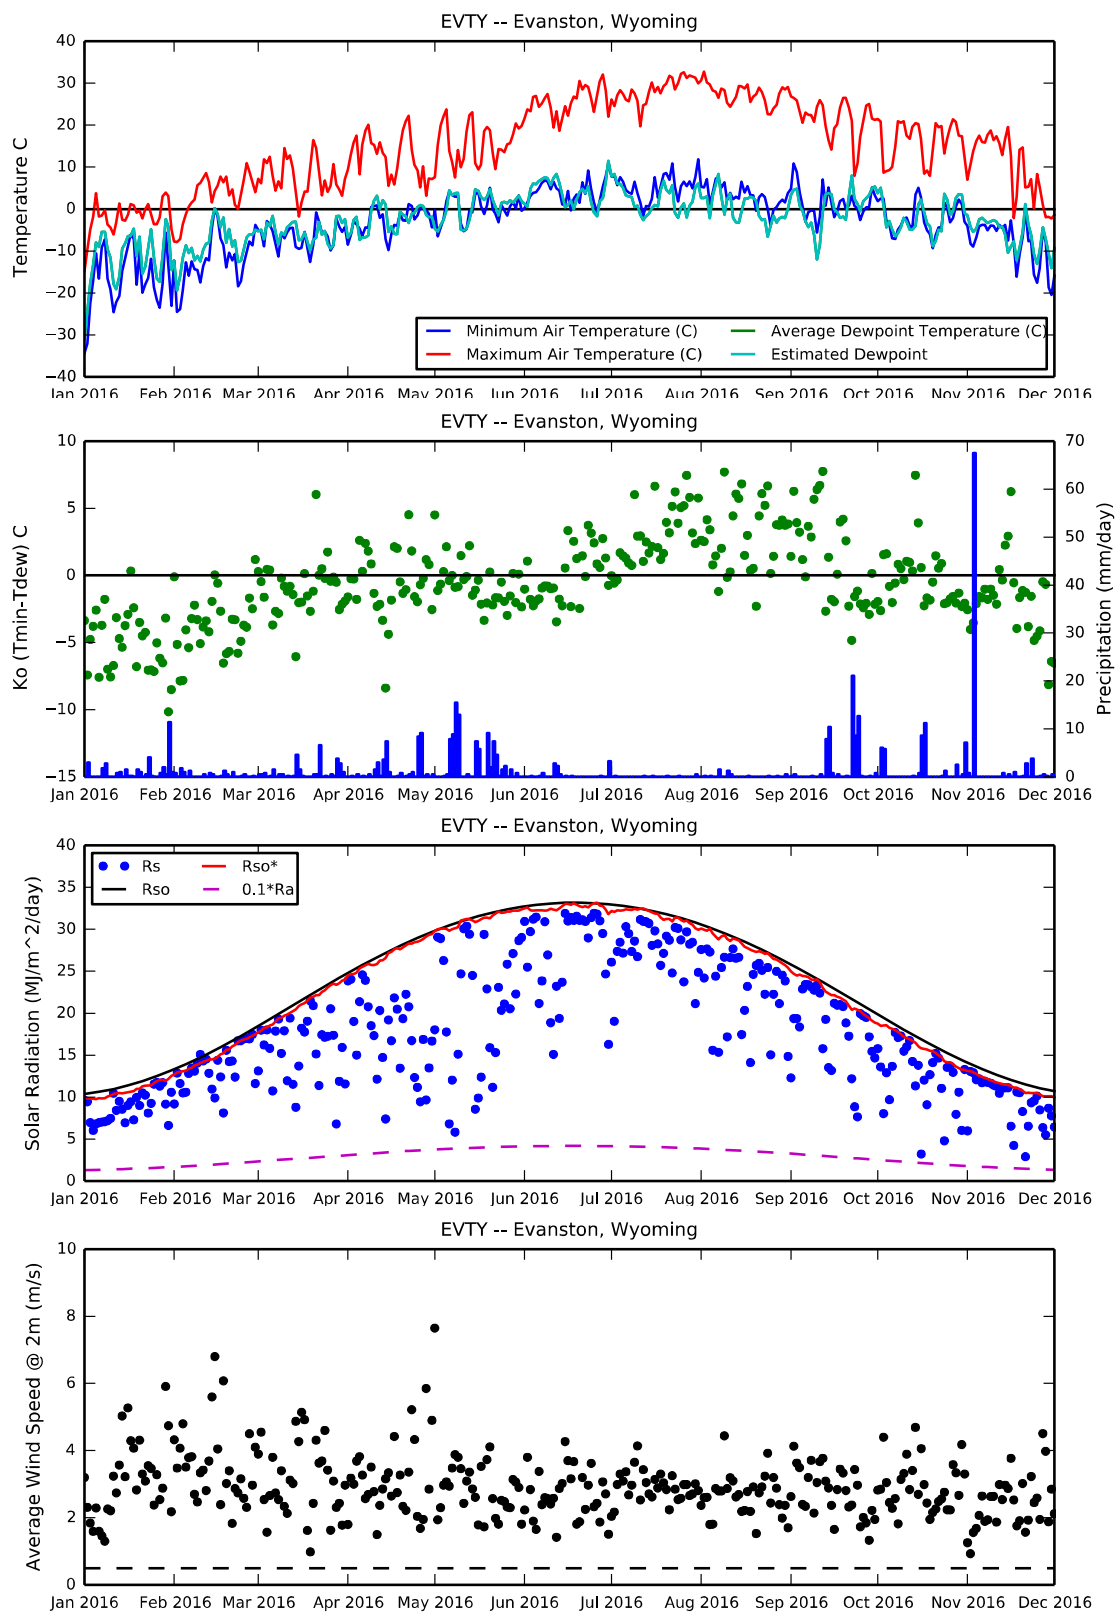 EVTY -- Evanston, Wyoming
40
30
20
10
0
−10
−20
−30
−40
Temperature C
Minimum Air Temperature (C)
Maximum Air Temperature (C)
Average Dewpoint Temperature (C)
Estimated Dewpoint
Jan 2016 Feb 2016 Mar 2016 Apr 2016 May 2016 Jun 2016 Jul 2016 Aug 2016 Sep 2016 Oct 2016 Nov 2016 Dec 2016
EVTY -- Evanston, Wyoming
10
5
0
−5
−10
−15
Ko (Tmin-Tdew) C
70
60
50
40
30
20
10
0
Precipitation (mm/day)
Jan 2016 Feb 2016 Mar 2016 Apr 2016 May 2016 Jun 2016 Jul 2016 Aug 2016 Sep 2016 Oct 2016 Nov 2016 Dec 2016
EVTY -- Evanston, Wyoming
40
35
30
25
20
15
10
5
0
Solar Radiation (MJ/m^2/day)
Rs
Rso
Rso*
0.1*Ra
Jan 2016 Feb 2016 Mar 2016 Apr 2016 May 2016 Jun 2016 Jul 2016 Aug 2016 Sep 2016 Oct 2016 Nov 2016 Dec 2016
EVTY -- Evanston, Wyoming
10
8
6
4
2
0
Average Wind Speed @ 2m (m/s)
Jan 2016 Feb 2016 Mar 2016 Apr 2016 May 2016 Jun 2016 Jul 2016 Aug 2016 Sep 2016 Oct 2016 Nov 2016 Dec 2016